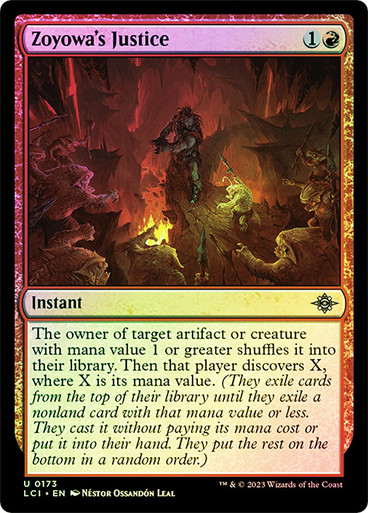 Zoyowa's Justice 1
Instant
The owner of target artifact or creature
with mana value 1 or greater shuffles it into
their library. Then that player discovers X,
where X is its mana value. (They exile cards
from the top of their library until they exile a
nonland card with that mana value or less.
They cast it without paying its mana cost or
put it into their hand. They put the rest on the
bottom in a random order.)
U 0173
LCI • EN Néstor Ossandón Leal
™ & © 2023 Wizards of the Coast